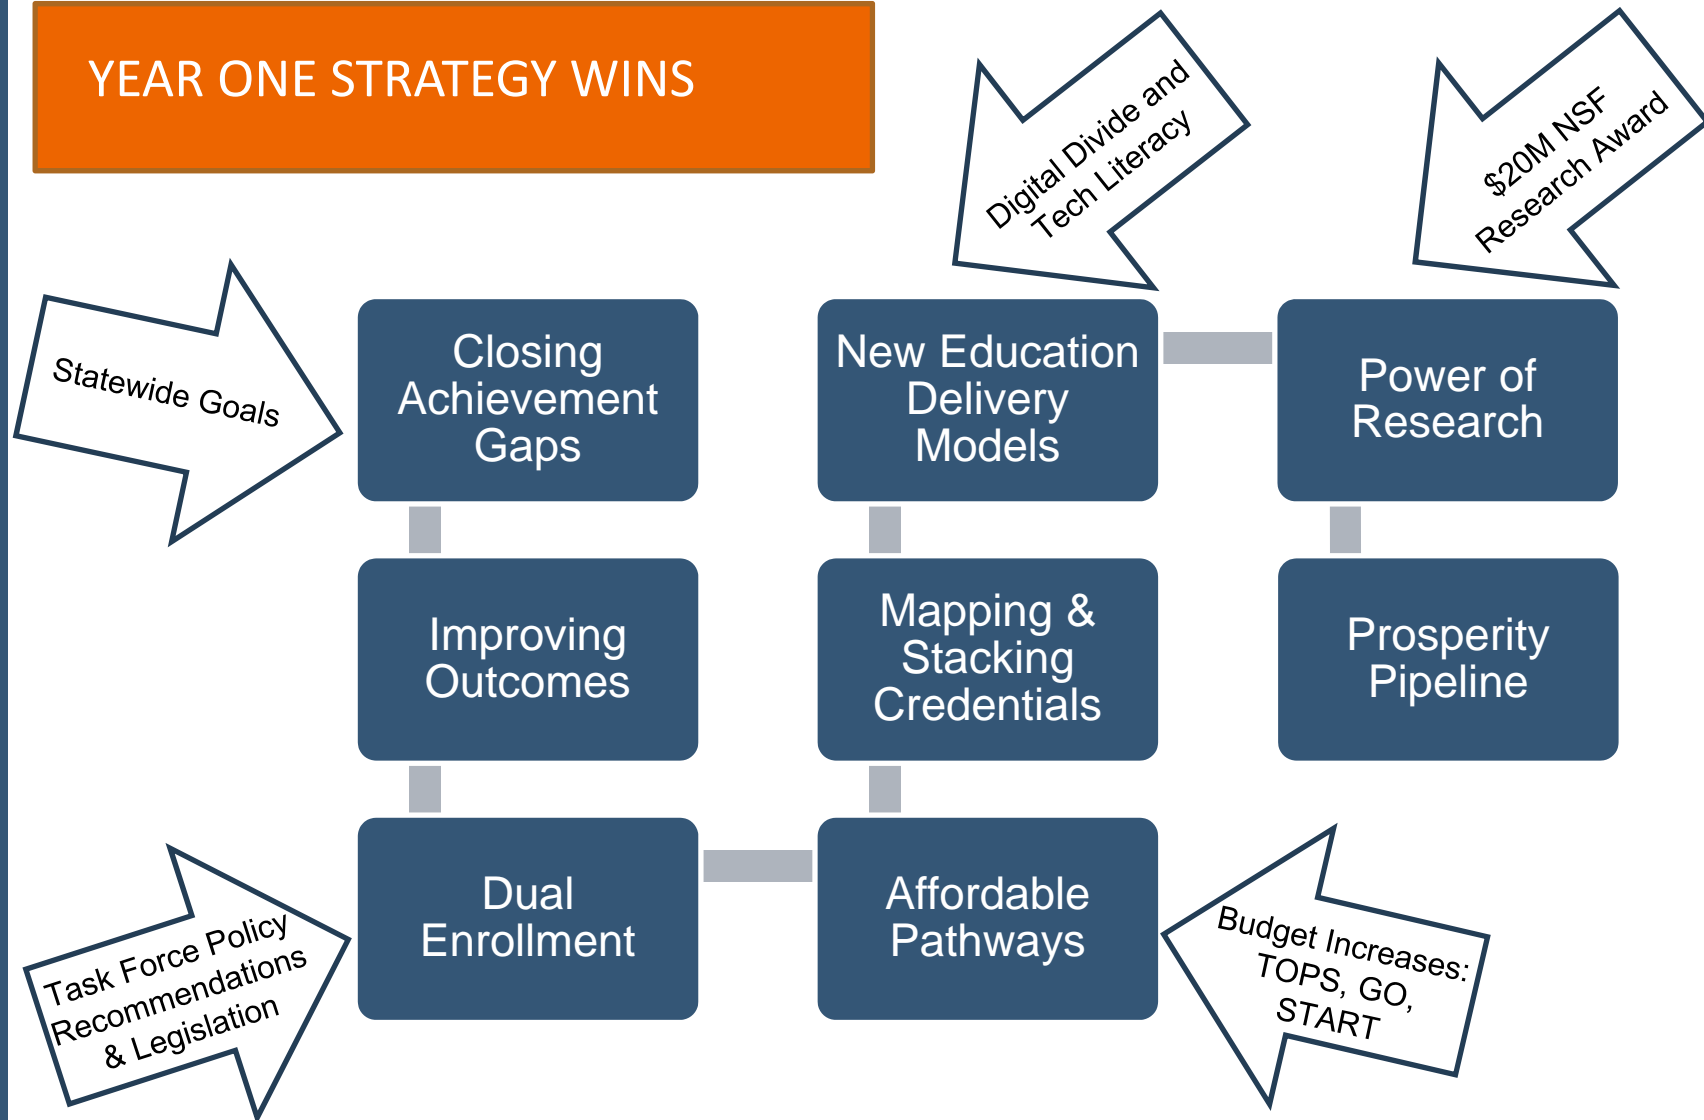 YEAR ONE STRATEGY WINS
Digital Divide and
Tech Literacy
$20M NSF
Research Award
Statewide Goals
Closing
Achievement
Gaps
New Education
Delivery
Models
Power of
Research
Improving
Outcomes
Mapping &
Stacking
Credentials
Prosperity
Pipeline
Task Force Policy
Recommendations
& Legislation
Dual
Enrollment
Affordable
Pathways
Budget Increases:
TOPS, GO,
START